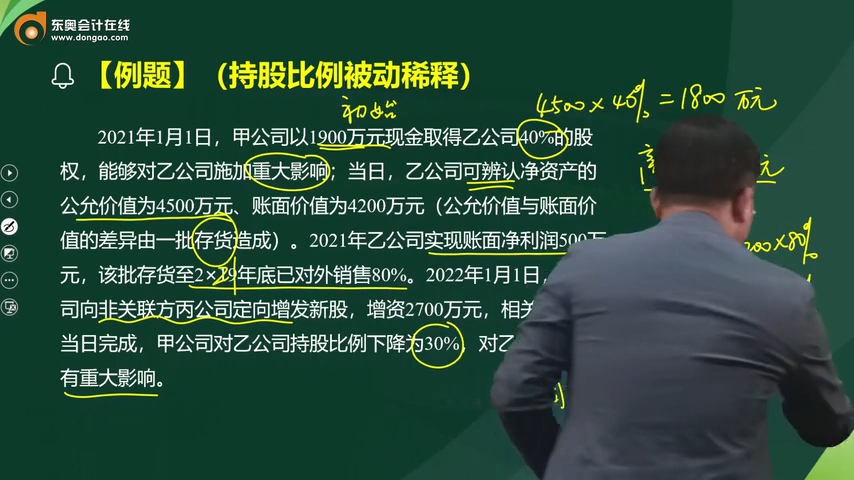 东奥会计在线
www.dongao.com
【例题】（持股比例被动稀释）
初始
4500×40%=1800万元
2021年1月1日，甲公司以1900万元现金取得乙公司40%的股
权，能够对乙公司施加重大影响；当日，乙公司可辨认净资产的
元
公允价值为4500万元、账面价值为4200万元（公允价值与账面价
值的差异由一批存货造成）。2021年乙公司实现账面净利润500万
00×80%
元，该批存货至2×19年底已对外销售80%。2022年1月1日，
司向非关联方丙公司定向增发新股，增资2700万元，相关
当日完成，甲公司对乙公司持股比例下降为30%，对乙
有重大影响。